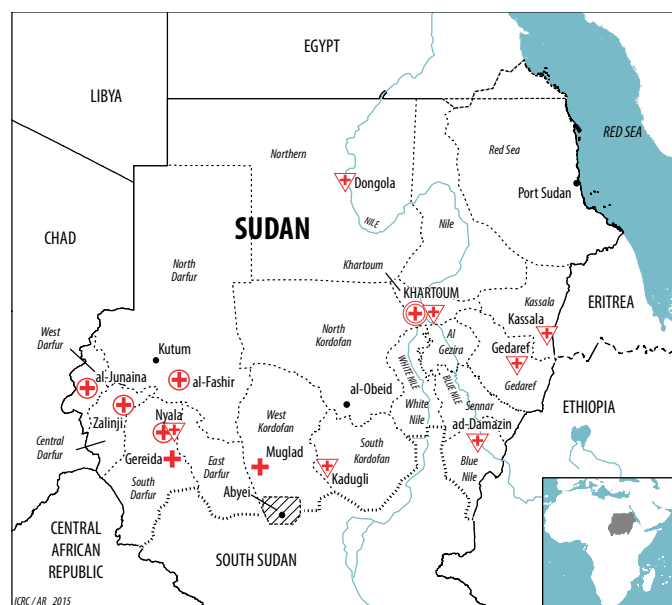 EGYPT
LIBYA
RED SEA
Northern
Red Sea
Dongola
Port Sudan
NILE
Nile
SUDAN
CHAD
North
Darfur
Khartoum
KHARTOUM
Kassala
Kassala
ERITREA
West
Darfur
Kutum
North
Kordofan
Al
Gezira
Gedaref
Gedaref
al-Junaina
al-Fashir
WHITE NILE
BLUE NILE
al-Obeid
White
Nile
Sennar
ETHIOPIA
Zalinji
Nyala
West
Kordofan
ad-Damazin
Central
Darfur
Gereida
East
Darfur
Muglad
South
Kordofan
Kadugli
Blue
Nile
South
Darfur
Abyei
CENTRAL
AFRICAN
REPUBLIC
SOUTH SUDAN
ICRC / AR 2015